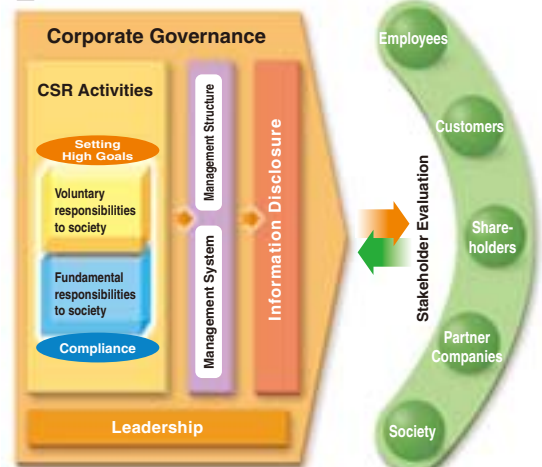 Corporate Governance
CSR Activities
Setting
High Goals
Voluntary
responsibilities
to society
Fundamental
responsibilities
to society
Compliance
Management Structure
Management System
Information Disclosure
Leadership
Stakeholder Evaluation
Employees
Customers
Share-
holders
Partner
Companies
Society